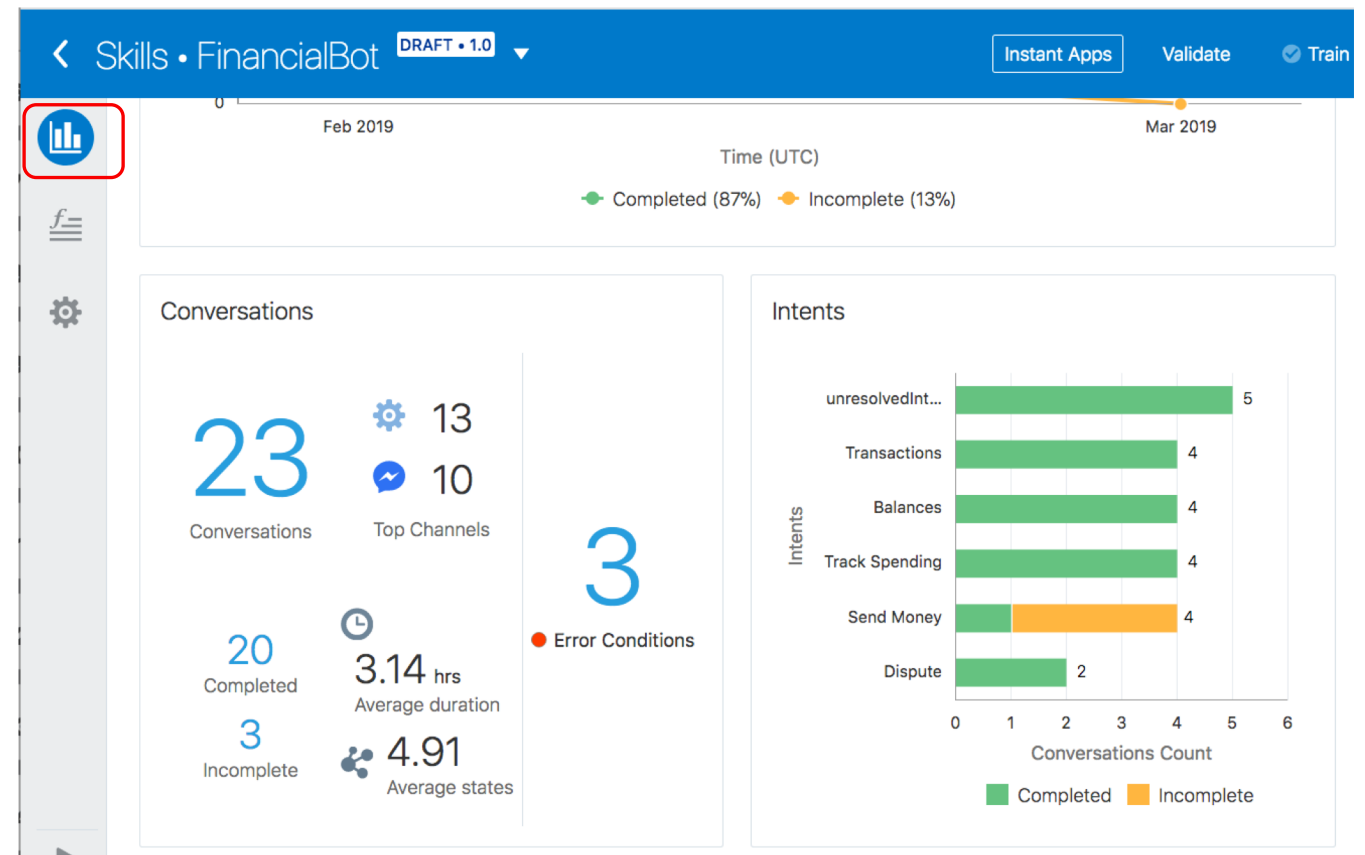 Skills • FinancialBot DRAFT • 1.0 Instant Apps Validate Train
0
Feb 2019 Mar 2019
Time (UTC)
Completed (87%) Incomplete (13%)
Conversations
23
Conversations
13
10
Top Channels
20
Completed
3
Incomplete
3.14 hrs
Average duration
4.91
Average states
3
Error Conditions
Intents
Intents
unresolvedInt... 5
Transactions 4
Balances 4
Track Spending 4
Send Money 4
Dispute 2
0 1 2 3 4 5 6
Conversations Count
Completed Incomplete